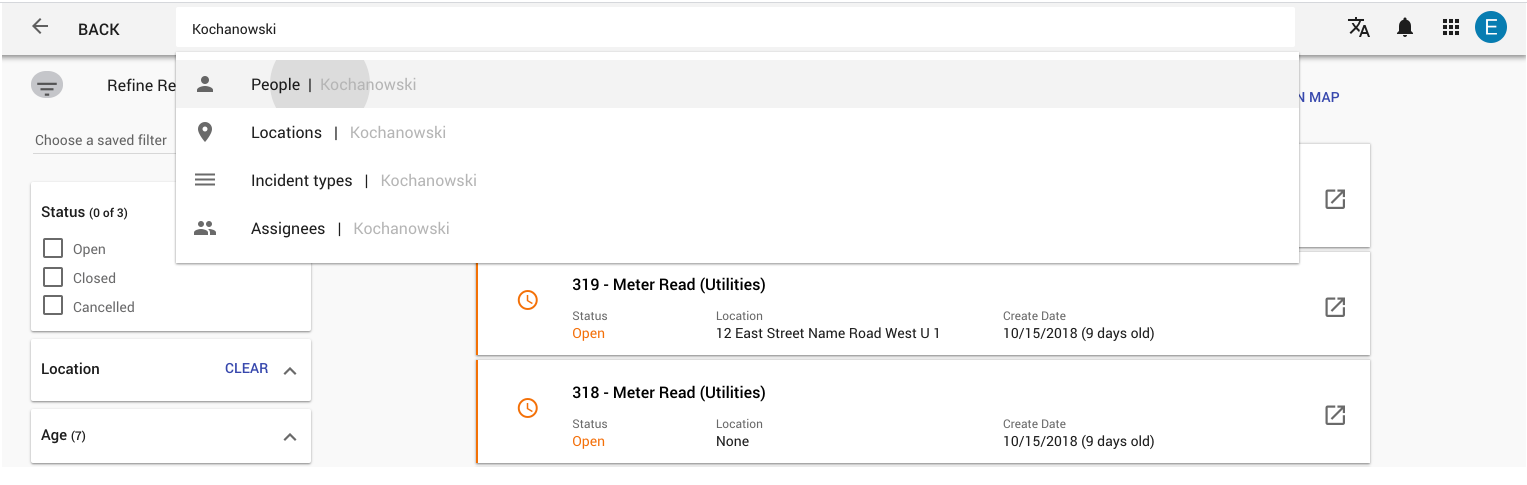 BACK
Kochanowski
E
People | Kochanowski
Locations | Kochanowski
Incident types | Kochanowski
Assignees | Kochanowski
Refine Re
N MAP
Choose a saved filter
Status (0 of 3)
Open
Closed
Cancelled
Location CLEAR
Age (7)
319 - Meter Read (Utilities)
Status Location Create Date
Open 12 East Street Name Road West U 1 10/15/2018 (9 days old)
318 - Meter Read (Utilities)
Status Location Create Date
Open None 10/15/2018 (9 days old)